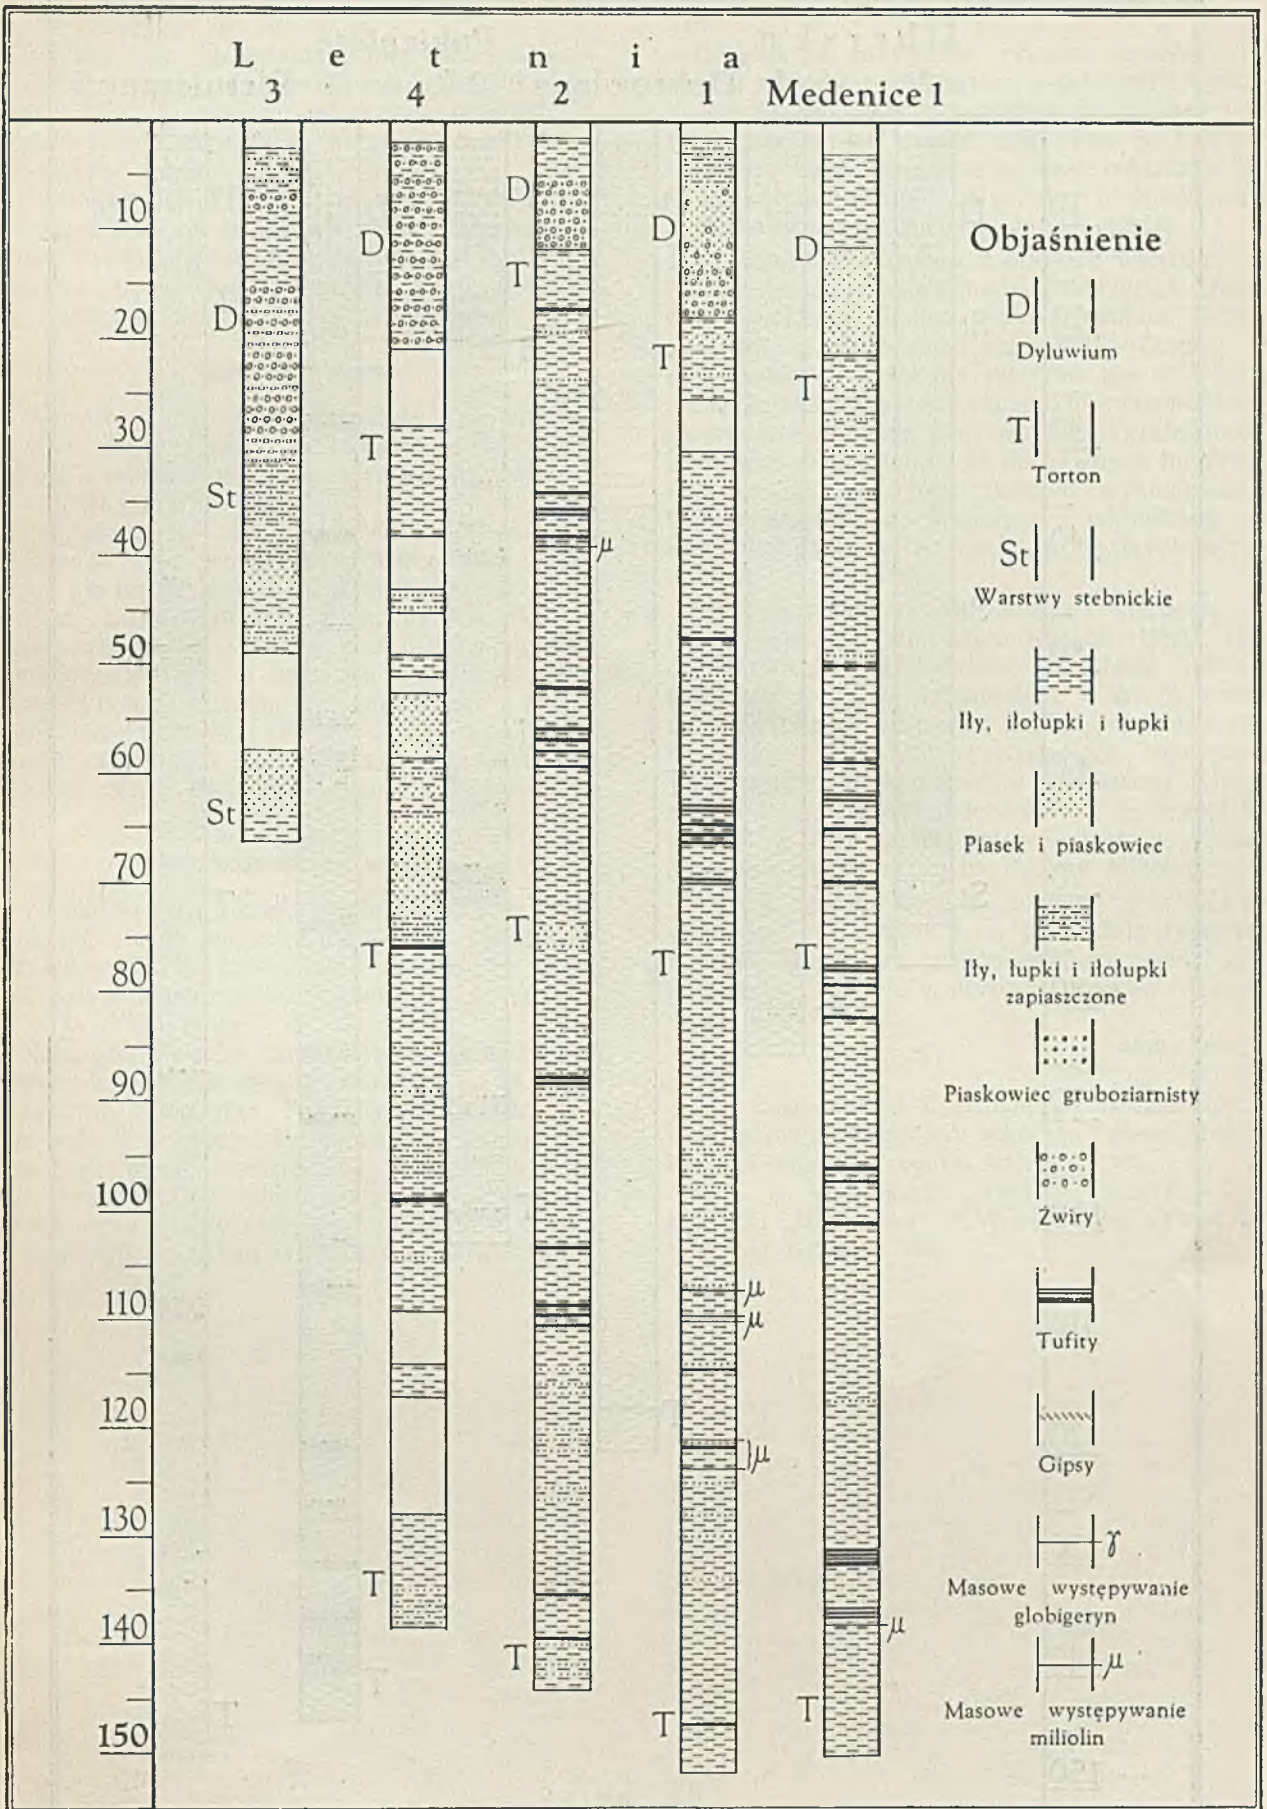 L e t n i a
3 4 2 1 Medenice 1
10
20
30
40
50
60
70
80
90
100
110
120
130
140
150
D
St
St
D
T
T
T
D
T
T
T
D
T
T
T
D
T
T
T
μ
μ
μ
μ
μ
Objaśnienie
D
Dyluwium
T
Torton
St
Warstwy stebnickie
Iły, iłołupki i łupki
Piasek i piaskowiec
Iły, łupki i iłołupki
zapiaszczone
Piaskowiec gruboziarnisty
Żwiry
Tufity
Gipsy
γ
Masowe występywanie
globigeryn
μ
Masowe występywanie
miliolin